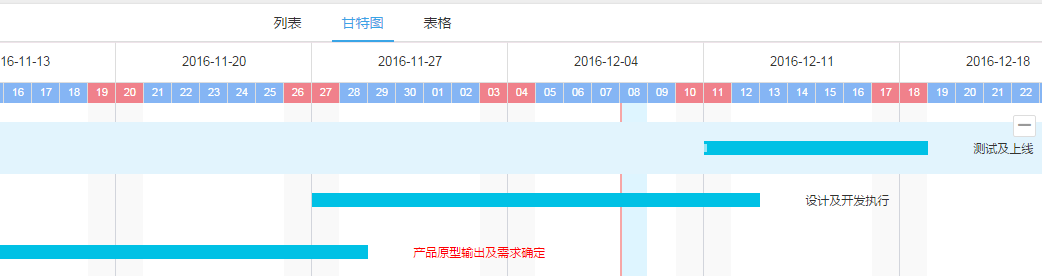 列表 甘特图 表格
16-11-13 2016-11-20 2016-11-27 2016-12-04 2016-12-11 2016-12-18
16 17 18 19 20 21 22 23 24 25 26 27 28 29 30 01 02 03 04 05 06 07 08 09 10 11 12 13 14 15 16 17 18 19 20 21 22
测试及上线
设计及开发执行
产品原型输出及需求确定